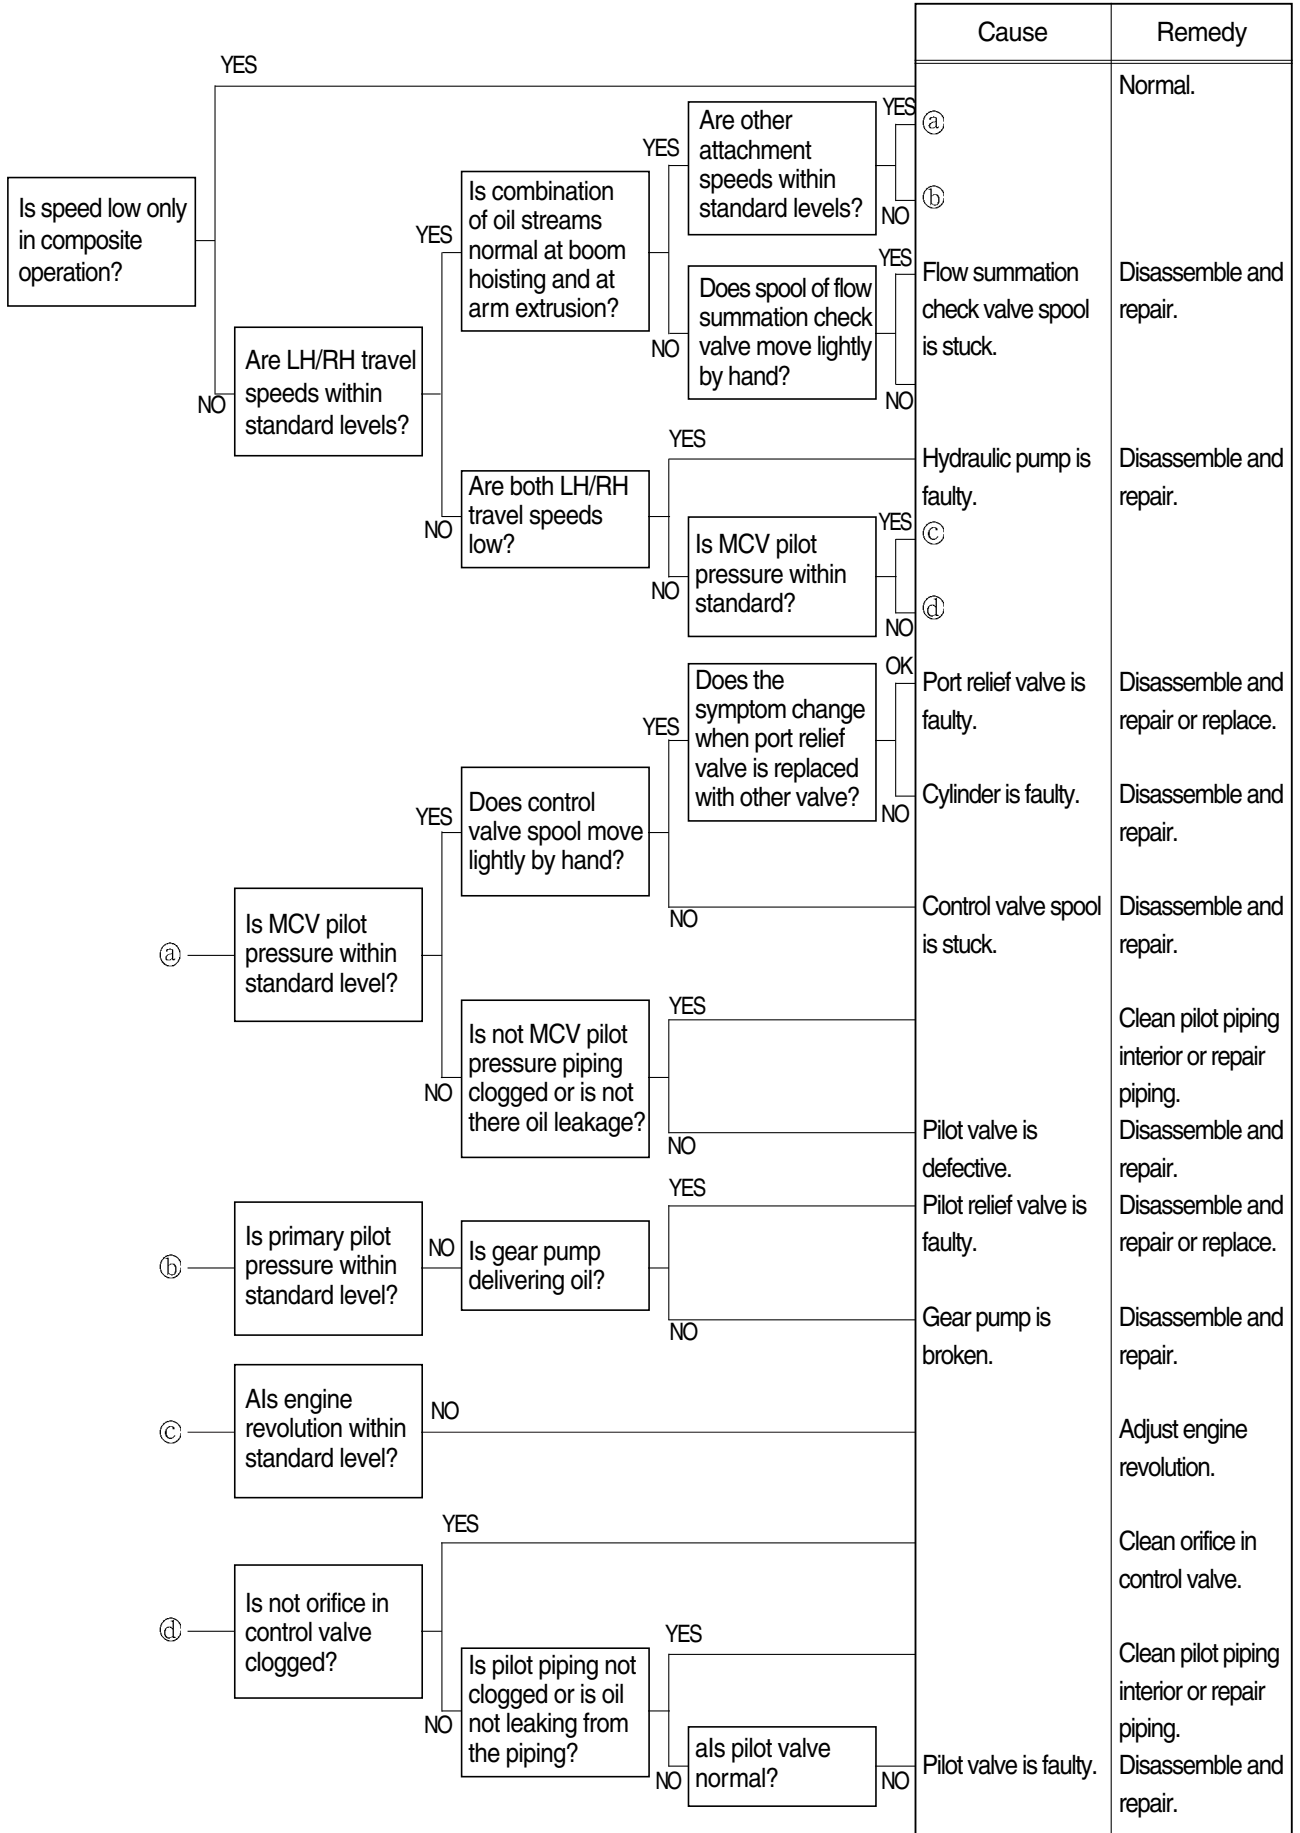 Cause
Remedy
YES
Normal.
Is speed low only
in composite
operation?
NO
Are LH/RH travel
speeds within
standard levels?
YES
Is combination
of oil streams
normal at boom
hoisting and at
arm extrusion?
YES
Are other
attachment
speeds within
standard levels?
YES
ⓐ
NO
ⓑ
NO
Does spool of flow
summation check
valve move lightly
by hand?
YES
Flow summation
check valve spool
is stuck.
Disassemble and
repair.
NO
NO
Are both LH/RH
travel speeds
low?
YES
Hydraulic pump is
faulty.
Disassemble and
repair.
NO
Is MCV pilot
pressure within
standard?
YES
ⓒ
NO
ⓓ
ⓐ
Is MCV pilot
pressure within
standard level?
YES
Does control
valve spool move
lightly by hand?
YES
Does the
symptom change
when port relief
valve is replaced
with other valve?
OK
Port relief valve is
faulty.
Disassemble and
repair or replace.
NO
Cylinder is faulty.
Disassemble and
repair.
NO
Control valve spool
is stuck.
Disassemble and
repair.
NO
Is not MCV pilot
pressure piping
clogged or is not
there oil leakage?
YES
Clean pilot piping
interior or repair
piping.
NO
Pilot valve is
defective.
Disassemble and
repair.
ⓑ
Is primary pilot
pressure within
standard level?
NO
Is gear pump
delivering oil?
YES
Pilot relief valve is
faulty.
Disassemble and
repair or replace.
NO
Gear pump is
broken.
Disassemble and
repair.
ⓒ
AIs engine
revolution within
standard level?
NO
Adjust engine
revolution.
ⓓ
Is not orifice in
control valve
clogged?
YES
Clean orifice in
control valve.
NO
Is pilot piping not
clogged or is oil
not leaking from
the piping?
YES
Clean pilot piping
interior or repair
piping.
NO
aIs pilot valve
normal?
NO
Pilot valve is faulty.
Disassemble and
repair.